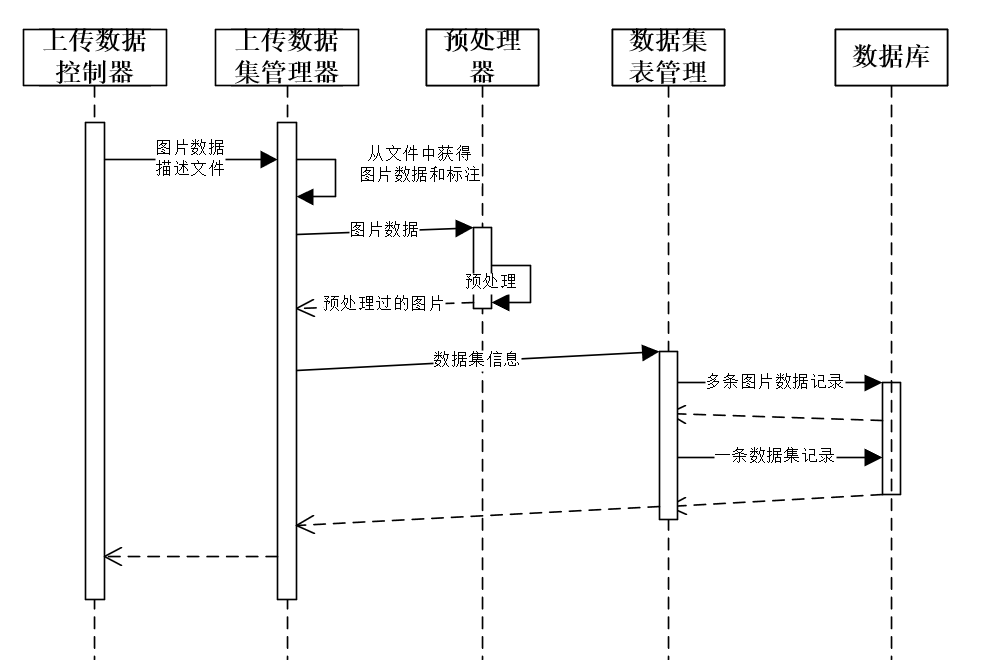 上传数据
控制器
上传数据
集管理器
预处理
器
数据集
表管理
数据库
图片数据
描述文件
从文件中获得
图片数据和标注
图片数据
预处理
预处理过的图片
数据集信息
多条图片数据记录
一条数据集记录